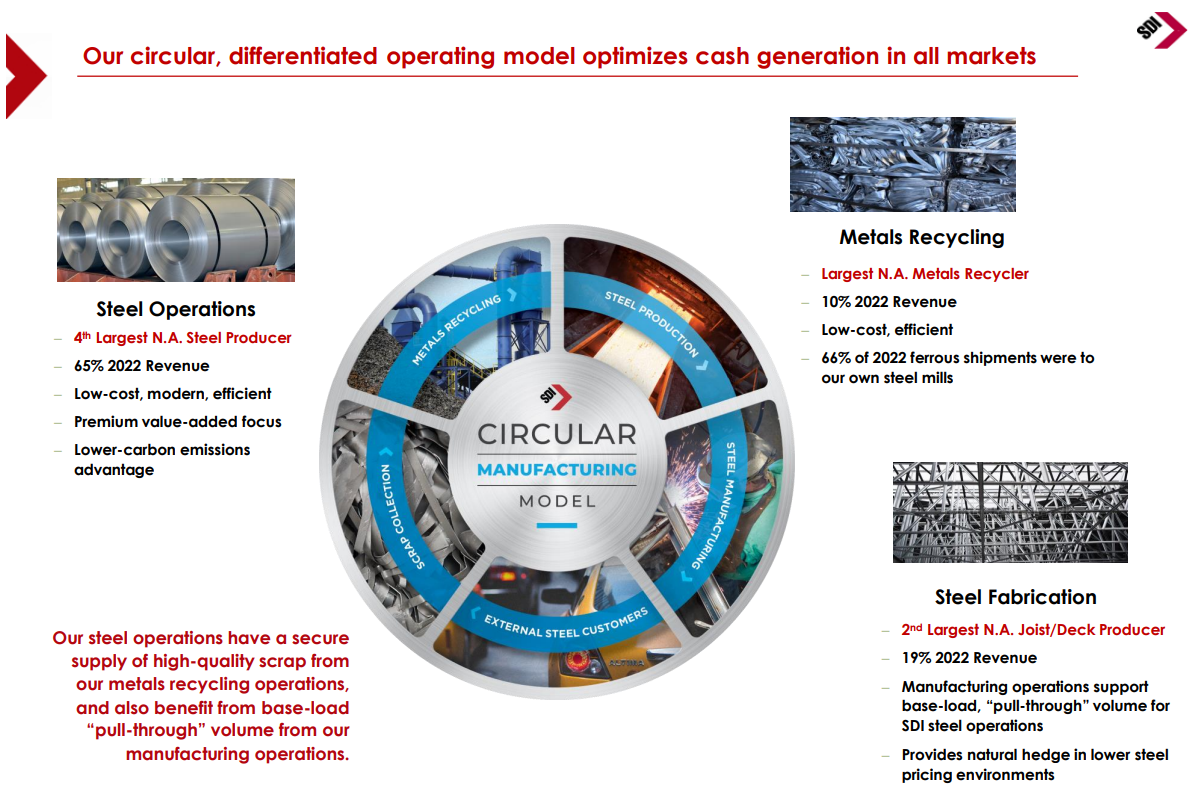 SDI
Our circular, differentiated operating model optimizes cash generation in all markets
Steel Operations
– 4th Largest N.A. Steel Producer
– 65% 2022 Revenue
– Low-cost, modern, efficient
– Premium value-added focus
– Lower-carbon emissions
advantage
Our steel operations have a secure
supply of high-quality scrap from
our metals recycling operations,
and also benefit from base-load
“pull-through” volume from our
manufacturing operations.
METALS RECYCLING
STEEL PRODUCTION
STEEL MANUFACTURING
EXTERNAL STEEL CUSTOMERS
SCRAP COLLECTION
SDI
CIRCULAR
MANUFACTURING
MODEL
ALTIMA
Metals Recycling
– Largest N.A. Metals Recycler
– 10% 2022 Revenue
– Low-cost, efficient
– 66% of 2022 ferrous shipments were to
our own steel mills
Steel Fabrication
– 2nd Largest N.A. Joist/Deck Producer
– 19% 2022 Revenue
– Manufacturing operations support
base-load, “pull-through” volume for
SDI steel operations
– Provides natural hedge in lower steel
pricing environments